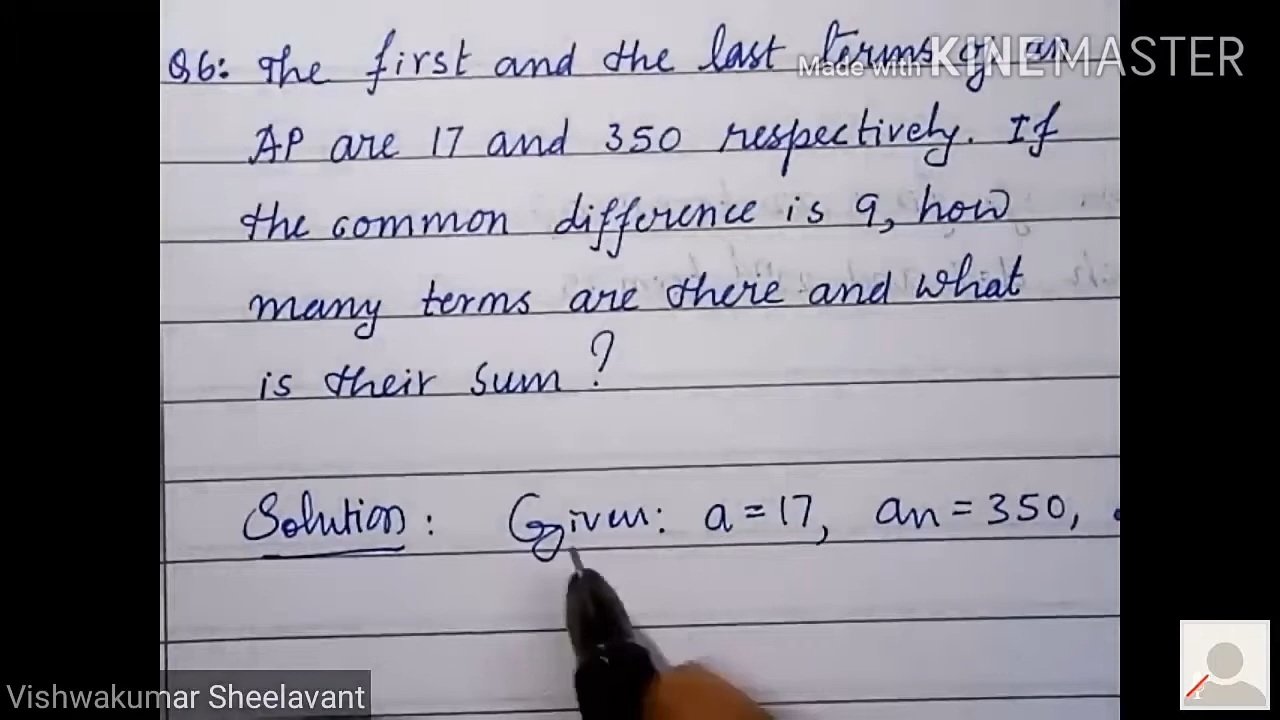 Q6: The first and the last terms of an
Made with KINEMASTER
AP are 17 and 350 respectively. If
the common difference is 9, how
many terms are there and what
is their sum?
Solution: Given: a = 17, an = 350,
Vishwakumar Sheelavant